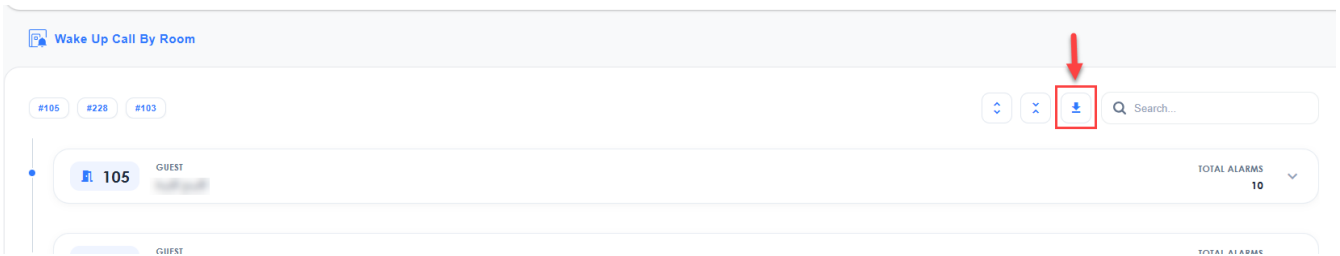 Wake Up Call By Room
#105 #228 #103
Search...
GUEST
105
TOTAL ALARMS
10
GUEST
TOTAL ALARMS